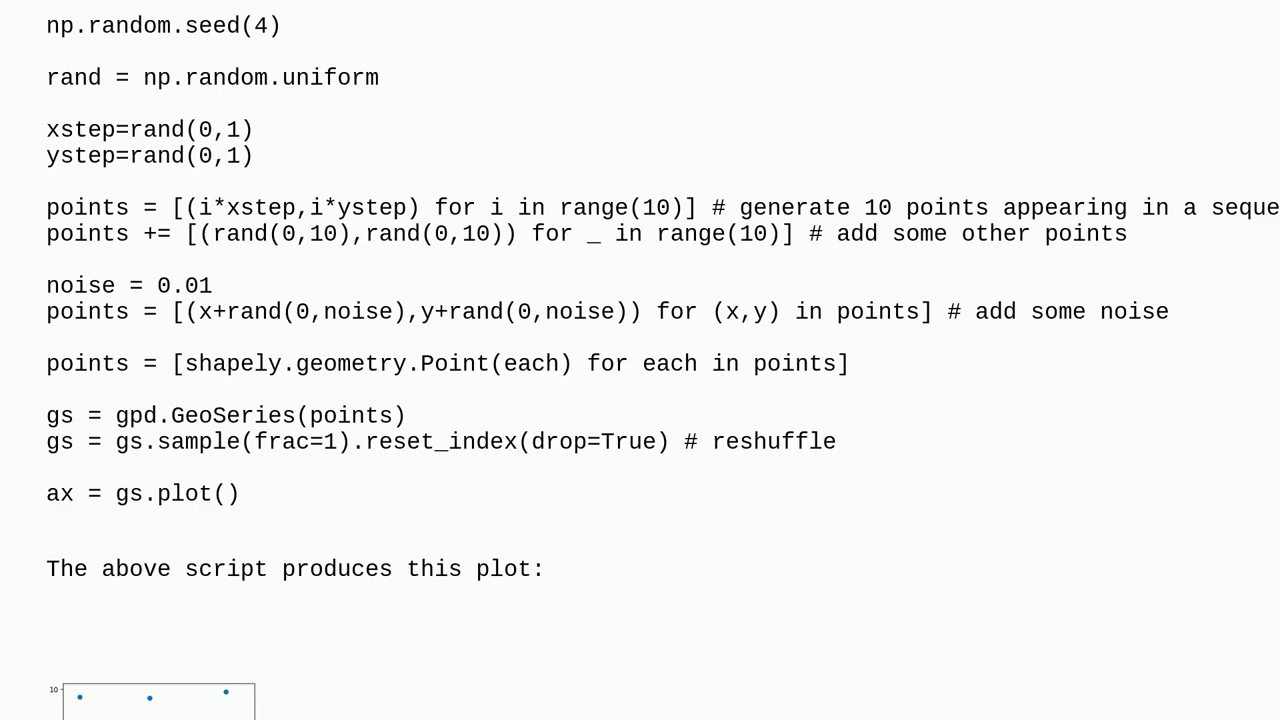 np.random.seed(4)
rand = np.random.uniform
xstep=rand(0,1)
ystep=rand(0,1)
points = [(i*xstep,i*ystep) for i in range(10)] # generate 10 points appearing in a seque
points += [(rand(0,10),rand(0,10)) for _ in range(10)] # add some other points
noise = 0.01
points = [(x+rand(0,noise),y+rand(0,noise)) for (x,y) in points] # add some noise
points = [shapely.geometry.Point(each) for each in points]
gs = gpd.GeoSeries(points)
gs = gs.sample(frac=1).reset_index(drop=True) # reshuffle
ax = gs.plot()
The above script produces this plot:
10